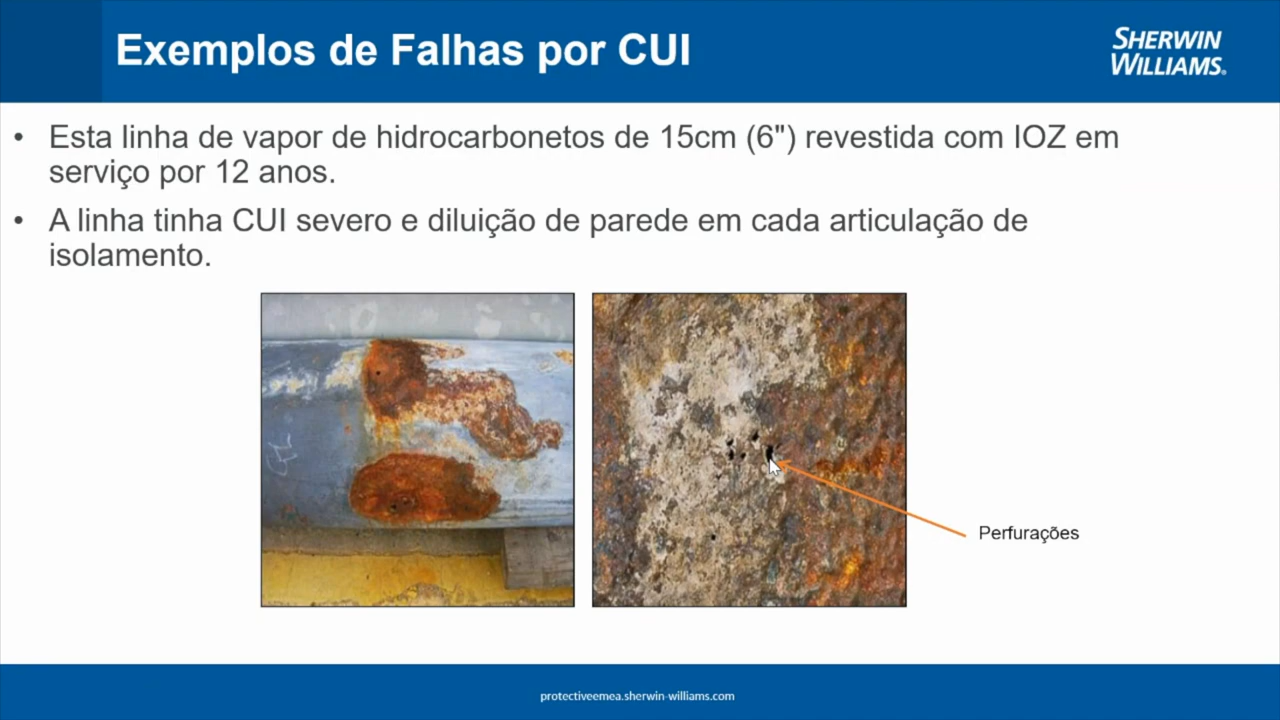 Exemplos de Falhas por CUI
SHERWIN
WILLIAMS®
• Esta linha de vapor de hidrocarbonetos de 15cm (6") revestida com IOZ em
serviço por 12 anos.
• A linha tinha CUI severo e diluição de parede em cada articulação de
isolamento.
Perfurações
protectiveemea.sherwin-williams.com